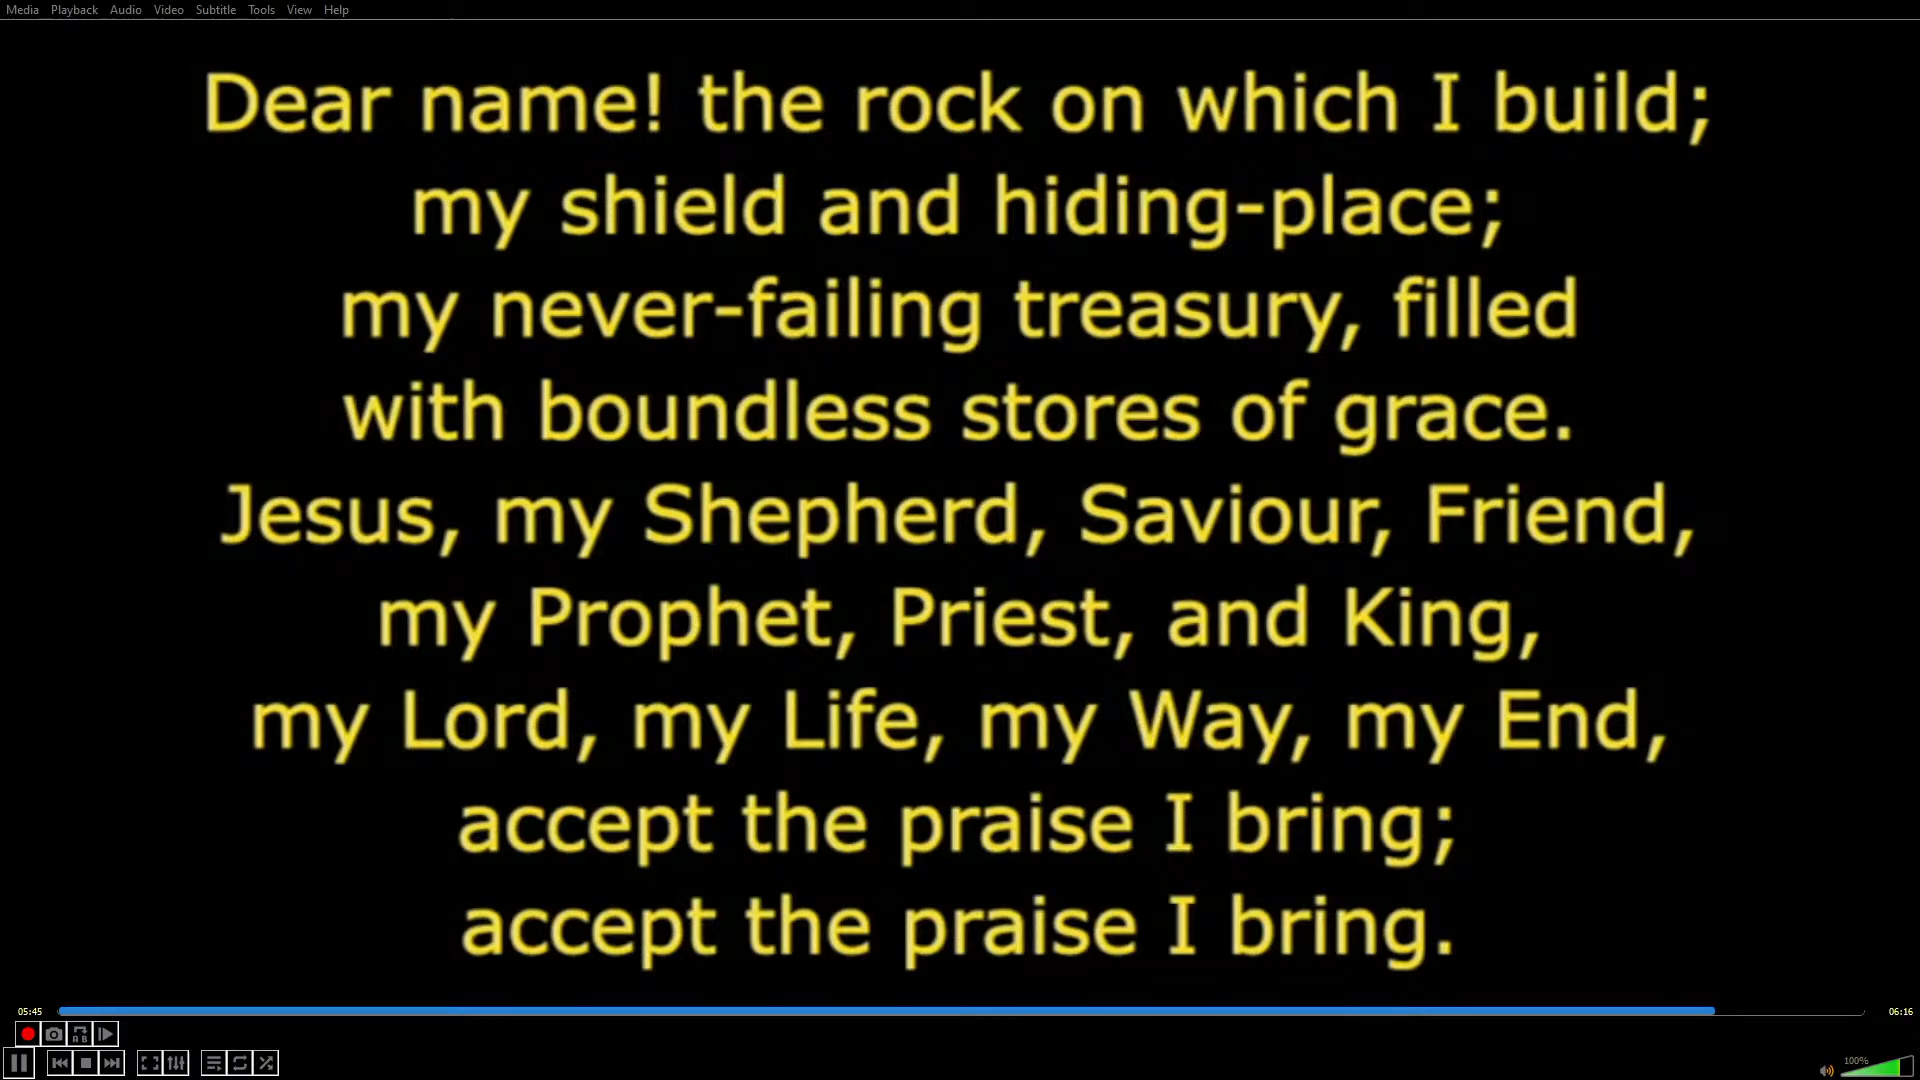 Media Playback Audio Video Subtitle Tools View Help
Dear name! the rock on which I build;
my shield and hiding-place;
my never-failing treasury, filled
with boundless stores of grace.
Jesus, my Shepherd, Saviour, Friend,
my Prophet, Priest, and King,
my Lord, my Life, my Way, my End,
accept the praise I bring;
accept the praise I bring.
05:45 06:16
A B
100%